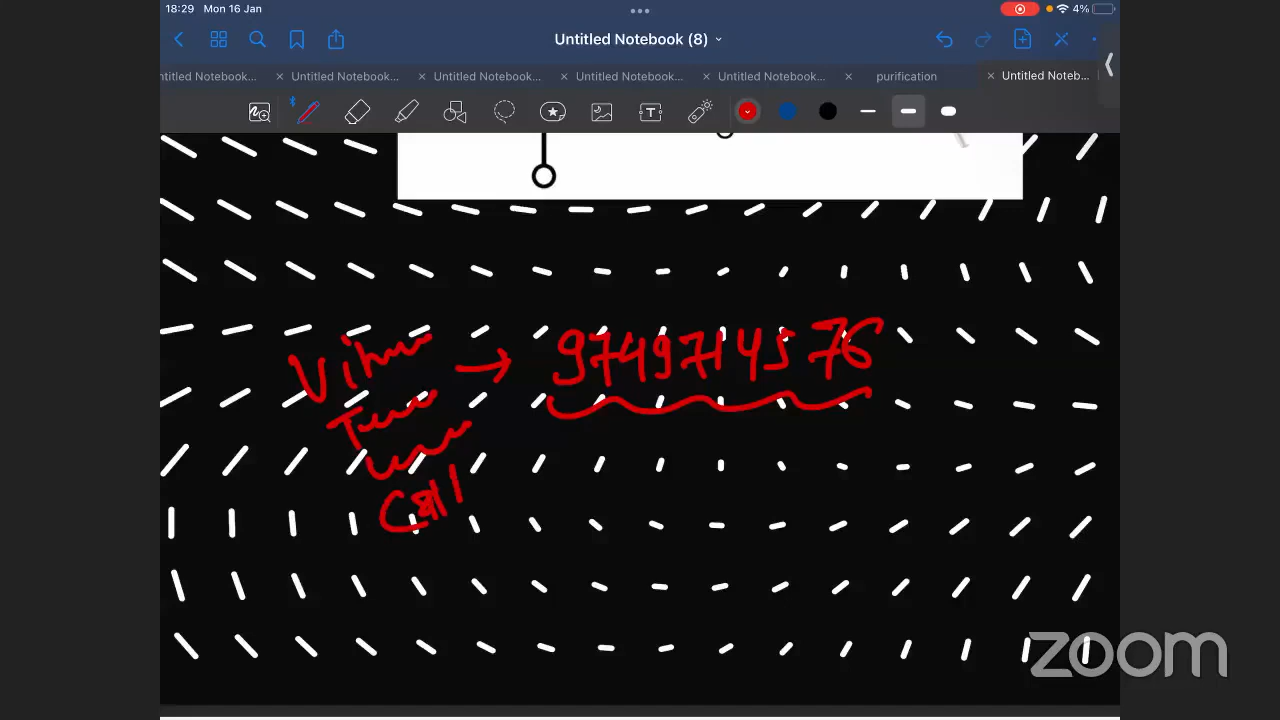 18:29 Mon 16 Jan
4%
Untitled Notebook (8)
ntitled Notebook... Untitled Notebook... Untitled Notebook... Untitled Notebook... Untitled Notebook... purification Untitled Noteb...
→ 9749714576
Call
zoom